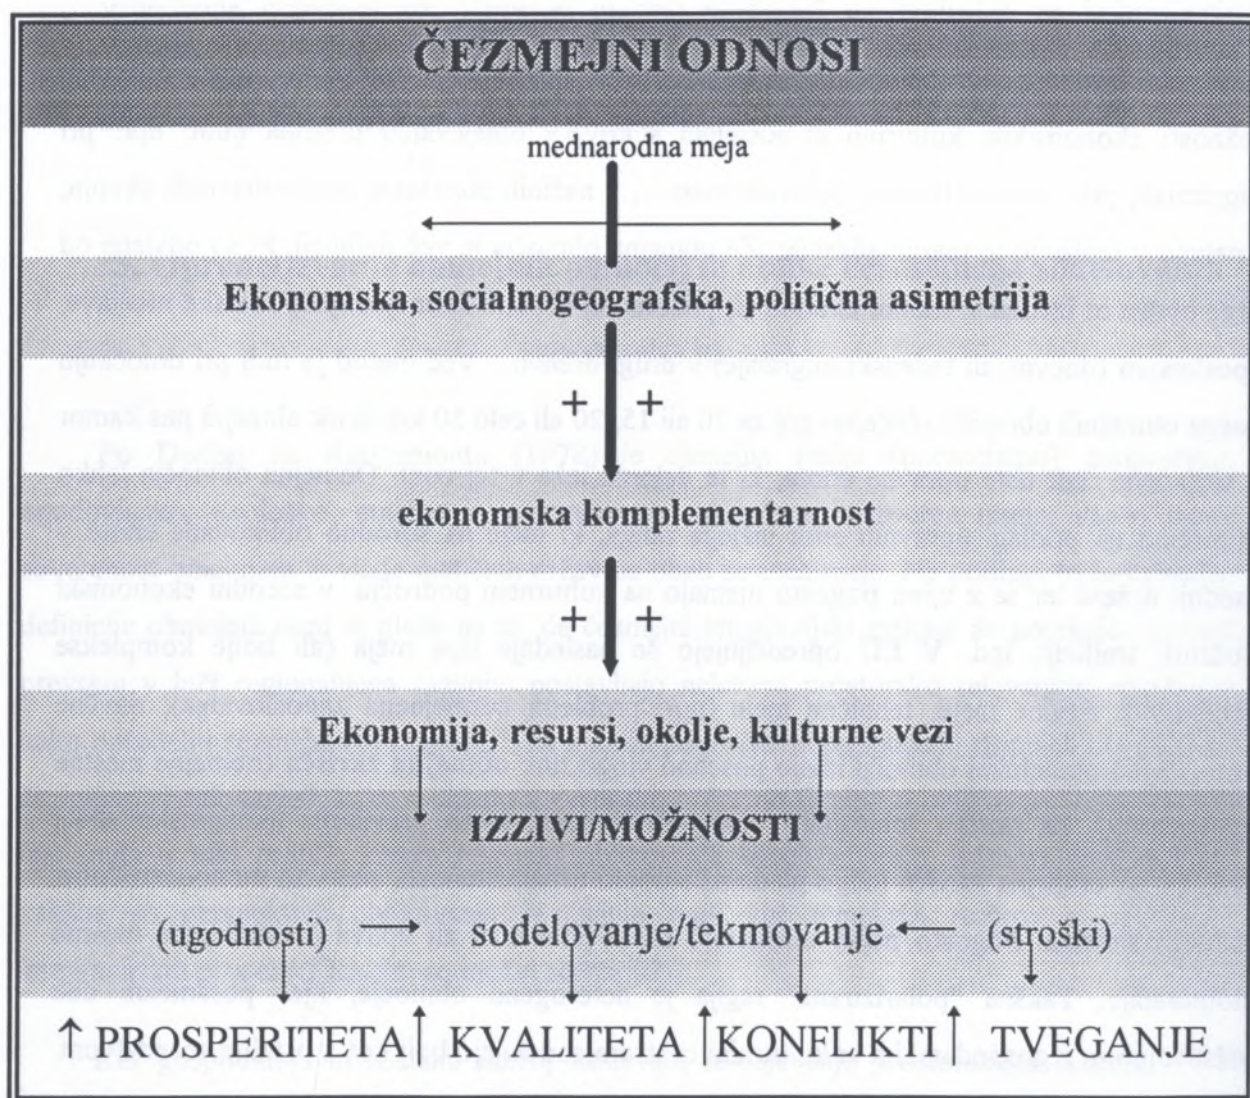 ČEZMEJNI ODNOSI
mednarodna meja
Ekonomska, socialnogeografska, politična asimetrija
+ +
ekonomska komplementarnost
+ +
Ekonomija, resursi, okolje, kulturne vezi
IZZIVI/MOŽNOSTI
(ugodnosti) → sodelovanje/tekmovanje ← (stroški)
↑ PROSPERITETA ↑ KVALITETA ↑ KONFLIKTI ↑ TVEGANJE